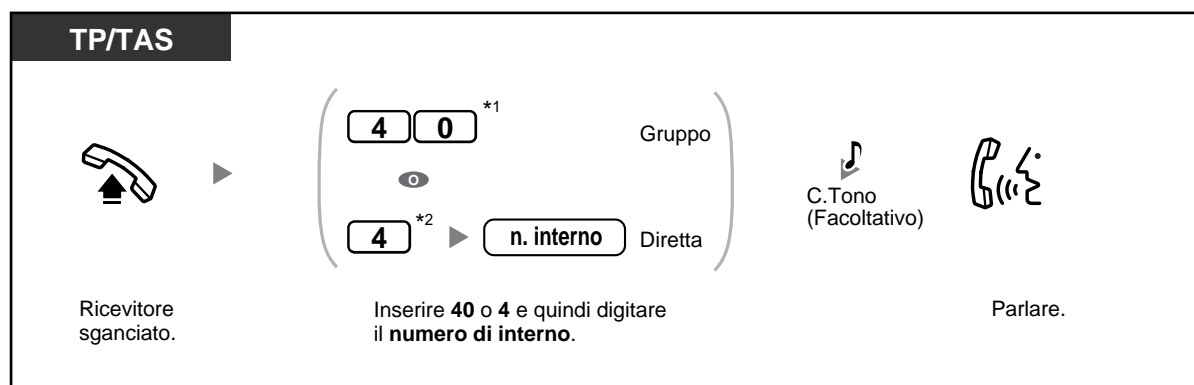 TP/TAS
4 0 *1 Gruppo
O
4 *2 n. interno Diretta
C.Tono
(Facoltativo)
Ricevitore
sganciato.
Inserire 40 o 4 e quindi digitare
il numero di interno.
Parlare.